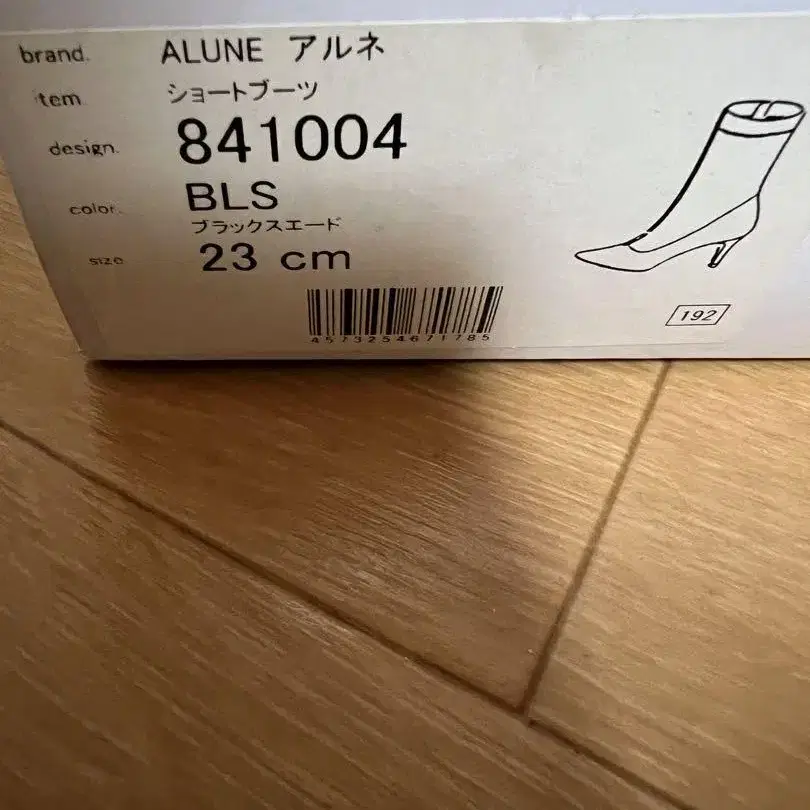 brand. ALUNE アルネ
item. ショートブーツ
design. 841004
color. BLS
ブラックスエード
size 23 cm
4573254671785
192